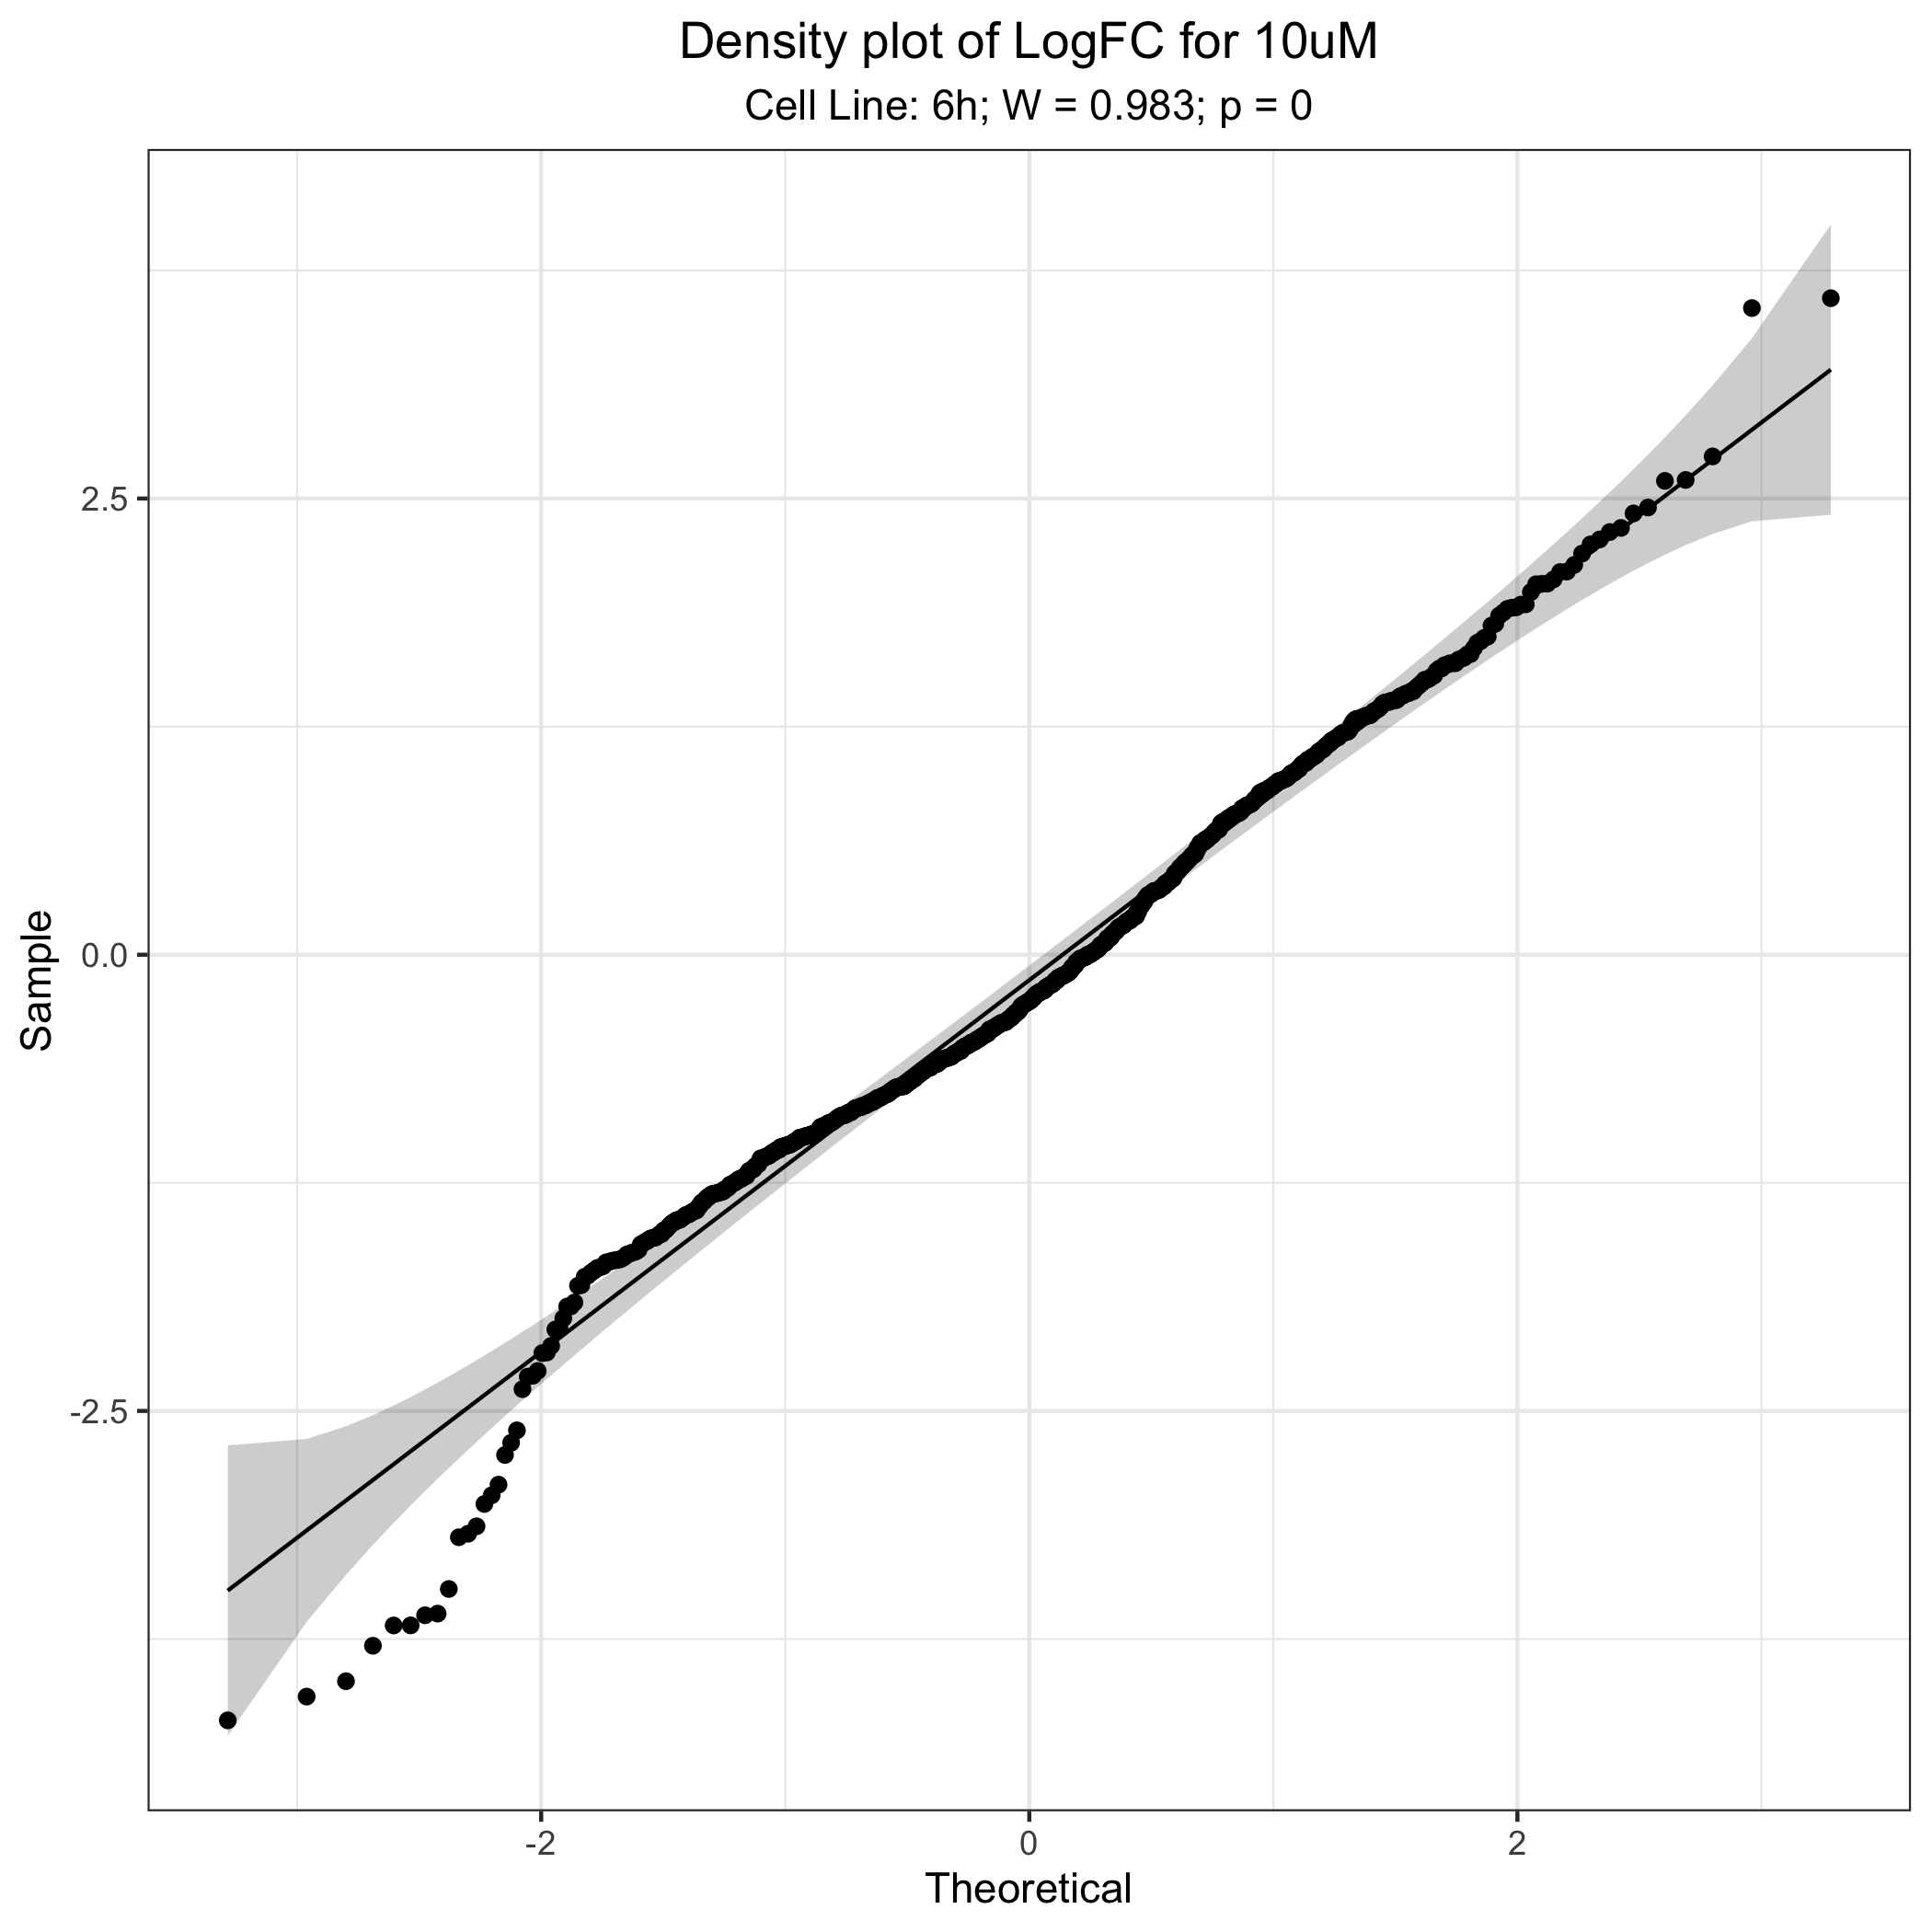 Density plot of LogFC for 10uM
Cell Line: 6h; W = 0.983; p = 0
2.5
0.0
-2.5
Sample
-2
0
2
Theoretical